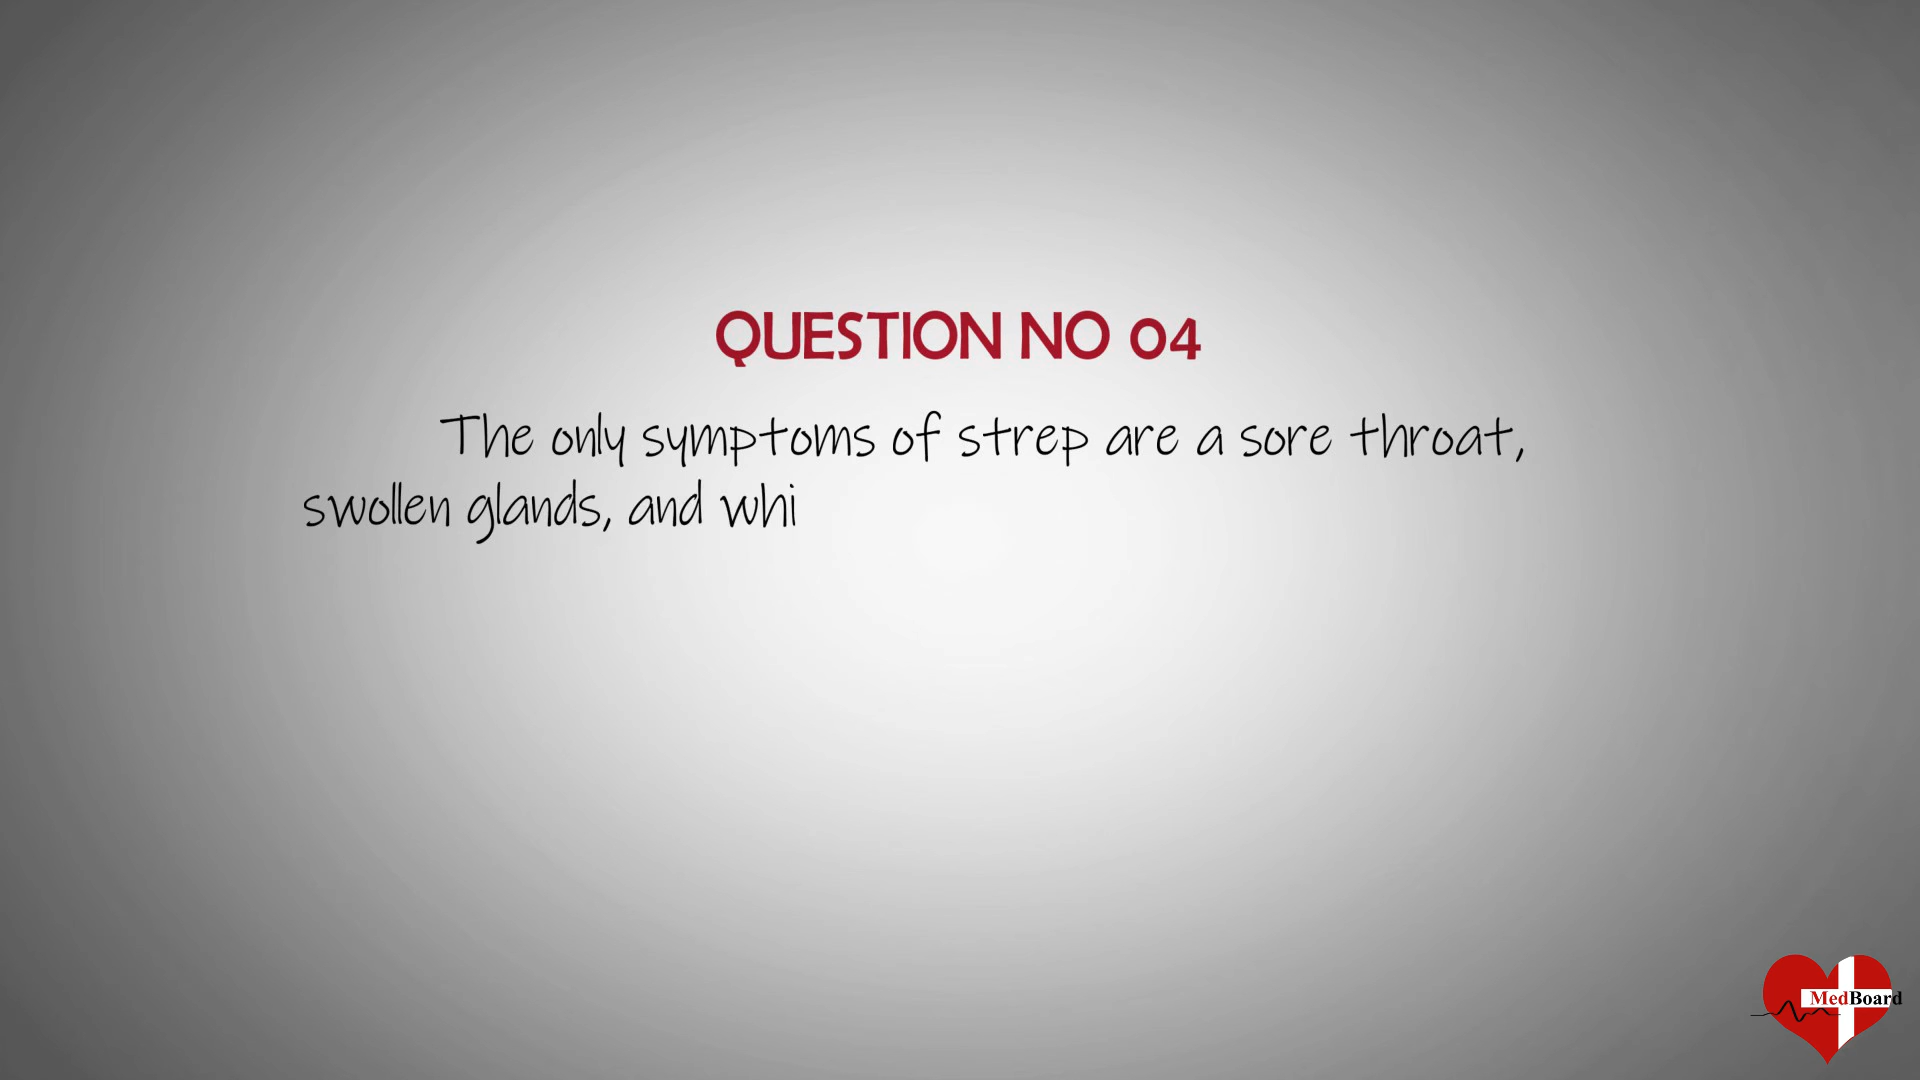 QUESTION NO 04
The only symptoms of strep are a sore throat,
swollen glands, and whi
MedBoard